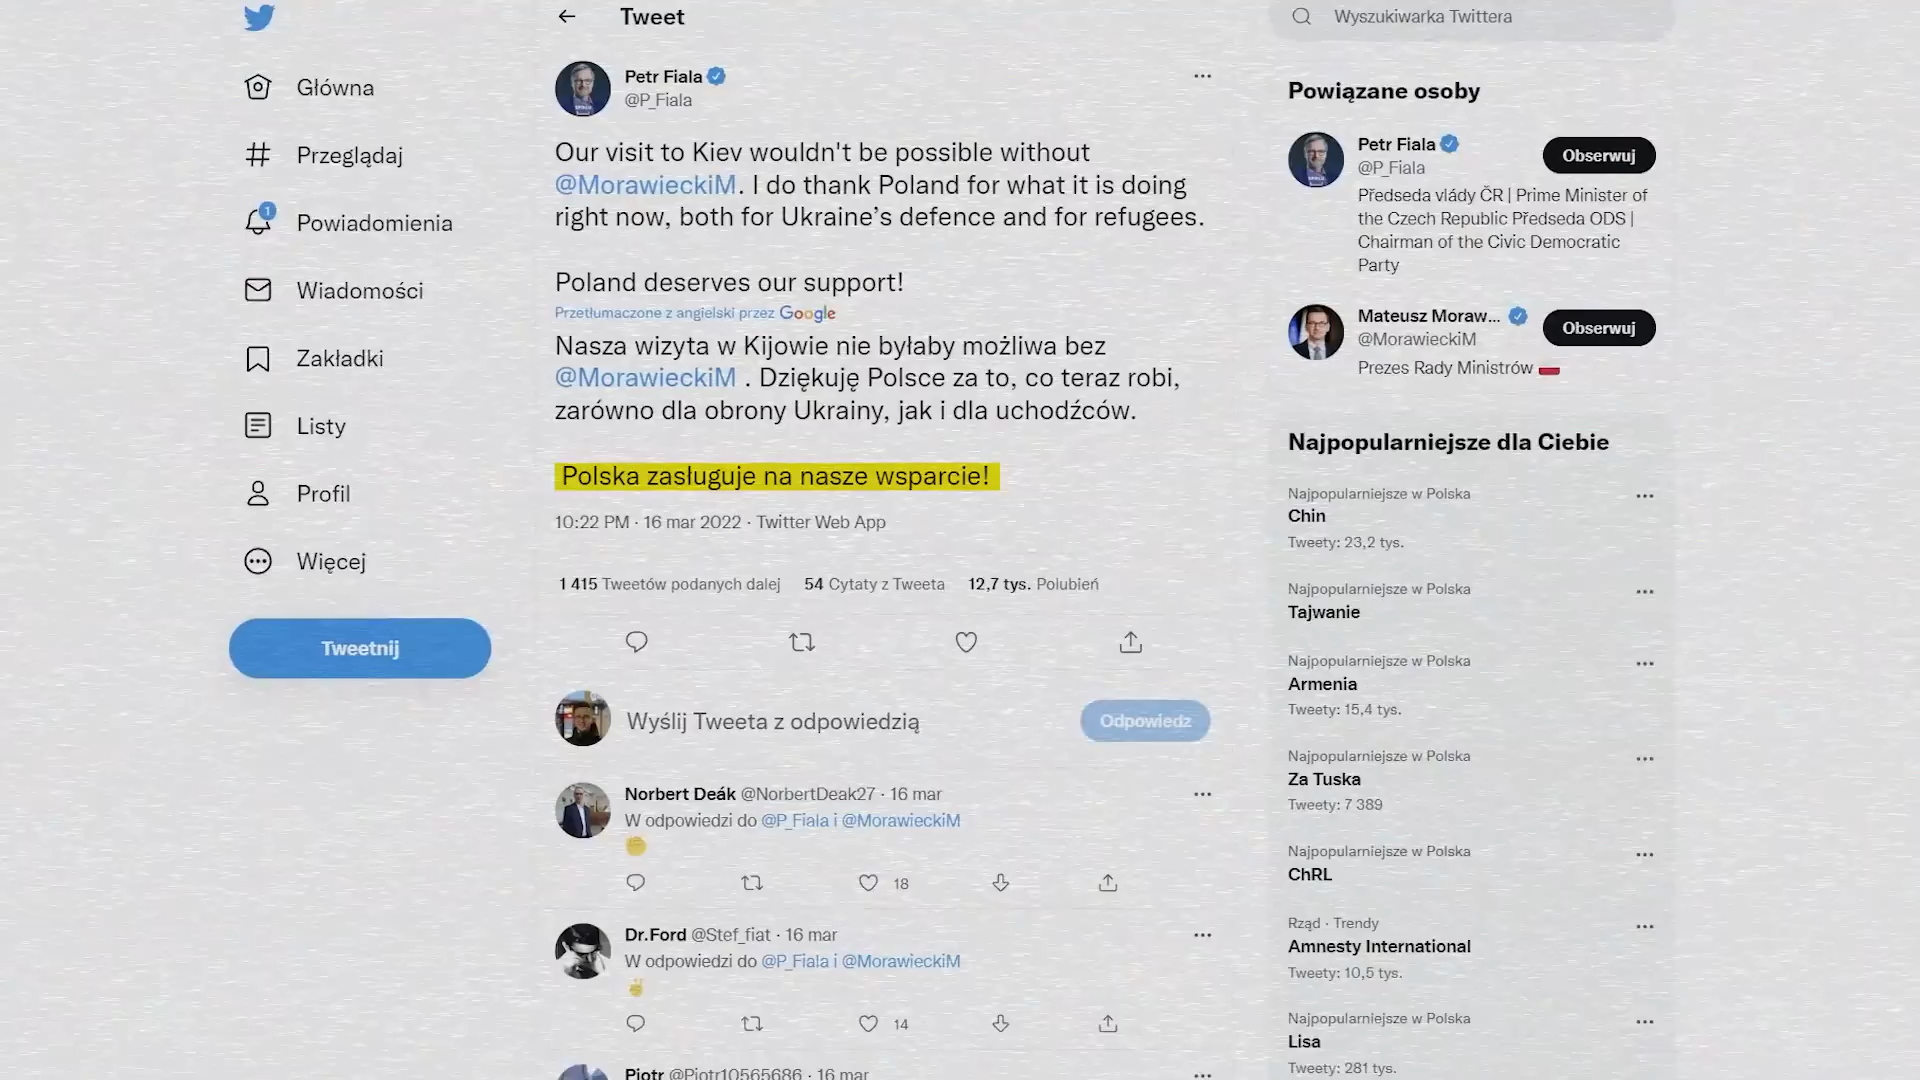 Główna
Przeglądaj
1
Powiadomienia
Wiadomości
Zakładki
Listy
Profil
Więcej
Tweetnij
Tweet
Petr Fiala
@P_Fiala
Our visit to Kiev wouldn't be possible without
@MorawieckiM. I do thank Poland for what it is doing
right now, both for Ukraine’s defence and for refugees.
Poland deserves our support!
Przetłumaczone z angielski przez Google
Nasza wizyta w Kijowie nie byłaby możliwa bez
@MorawieckiM . Dziękuję Polsce za to, co teraz robi,
zarówno dla obrony Ukrainy, jak i dla uchodźców.
Polska zasługuje na nasze wsparcie!
10:22 PM · 16 mar 2022 · Twitter Web App
1 415 Tweetów podanych dalej 54 Cytaty z Tweeta 12,7 tys. Polubień
Wyślij Tweeta z odpowiedzią
Odpowiedz
Norbert Deák @NorbertDeak27 · 16 mar
W odpowiedzi do @P_Fiala i @MorawieckiM
18
Dr.Ford @Stef_fiat · 16 mar
W odpowiedzi do @P_Fiala i @MorawieckiM
14
Piotr @Piotr10565686 · 16 mar
Wyszukiwarka Twittera
Powiązane osoby
Petr Fiala
@P_Fiala
Obserwuj
Předseda vlády ČR | Prime Minister of
the Czech Republic Předseda ODS |
Chairman of the Civic Democratic
Party
Mateusz Moraw...
@MorawieckiM
Obserwuj
Prezes Rady Ministrów
Najpopularniejsze dla Ciebie
Najpopularniejsze w Polska
Chin
Tweety: 23,2 tys.
Najpopularniejsze w Polska
Tajwanie
Najpopularniejsze w Polska
Armenia
Tweety: 15,4 tys.
Najpopularniejsze w Polska
Za Tuska
Tweety: 7 389
Najpopularniejsze w Polska
ChRL
Rząd · Trendy
Amnesty International
Tweety: 10,5 tys.
Najpopularniejsze w Polska
Lisa
Tweety: 281 tys.